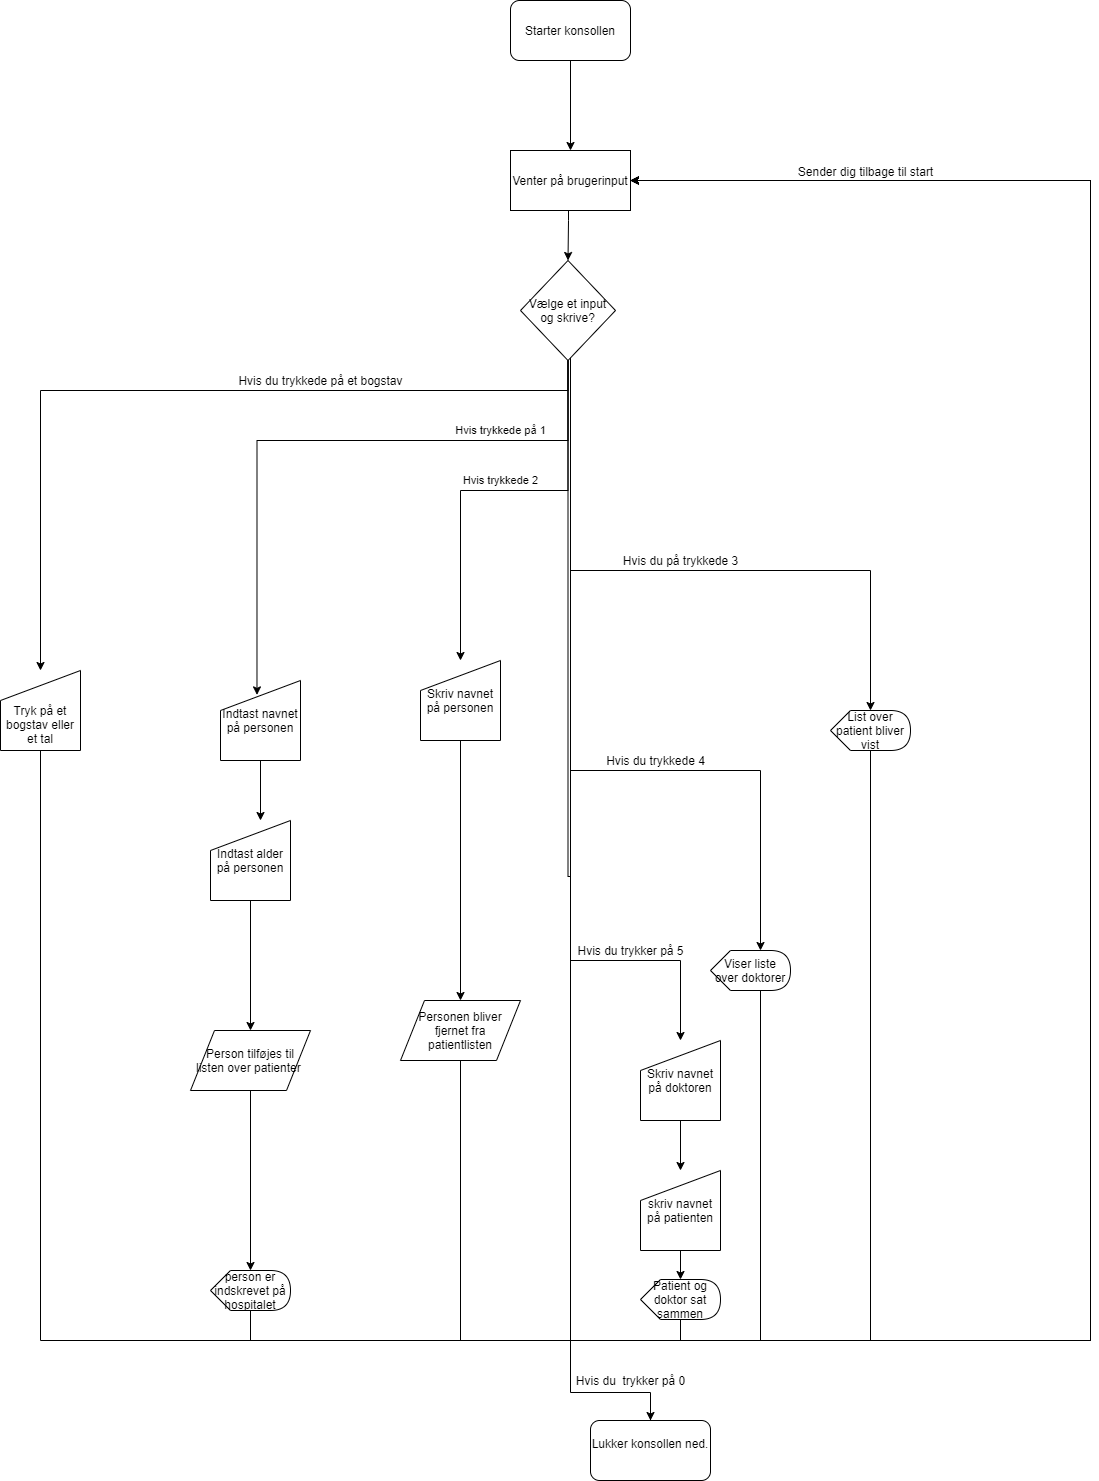 Starter konsollen
Venter på brugerinput
Sender dig tilbage til start
Vælge et input
og skrive?
Hvis du trykkede på et bogstav
Hvis trykkede på 1
Hvis trykkede 2
Hvis du på trykkede 3
Tryk på et
bogstav eller
et tal
Indtast navnet
på personen
Skriv navnet
på personen
List over
patient bliver
vist
Hvis du trykkede 4
Indtast alder
på personen
Hvis du trykker på 5
Viser liste
over doktorer
Personen bliver
fjernet fra
patientlisten
Person tilføjes til
listen over patienter
Skriv navnet
på doktoren
skriv navnet
på patienten
person er
indskrevet på
hospitalet
Patient og
doktor sat
sammen
Hvis du  trykker på 0
Lukker konsollen ned.